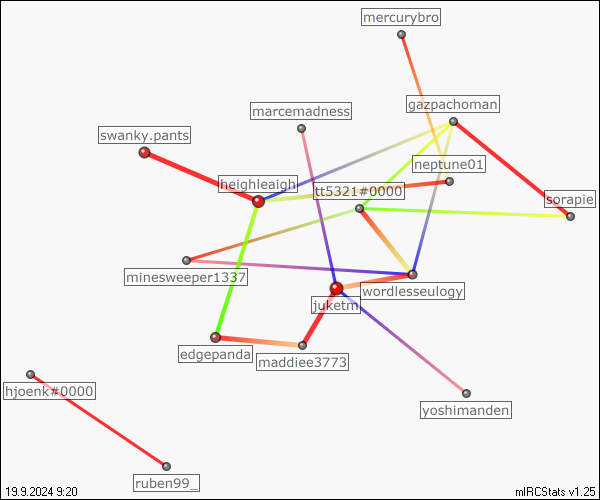 mercurybro
gazpachoman
marcemadness
swanky.pants
neptune01
heighleaigh
tt5321#0000
sorapie
minesweeper1337
wordlesseulogy
juketm
edgepanda
maddiee3773
hjoenk#0000
yoshimanden
ruben99_
19.9.2024 9:20
mIRCStats v1.25